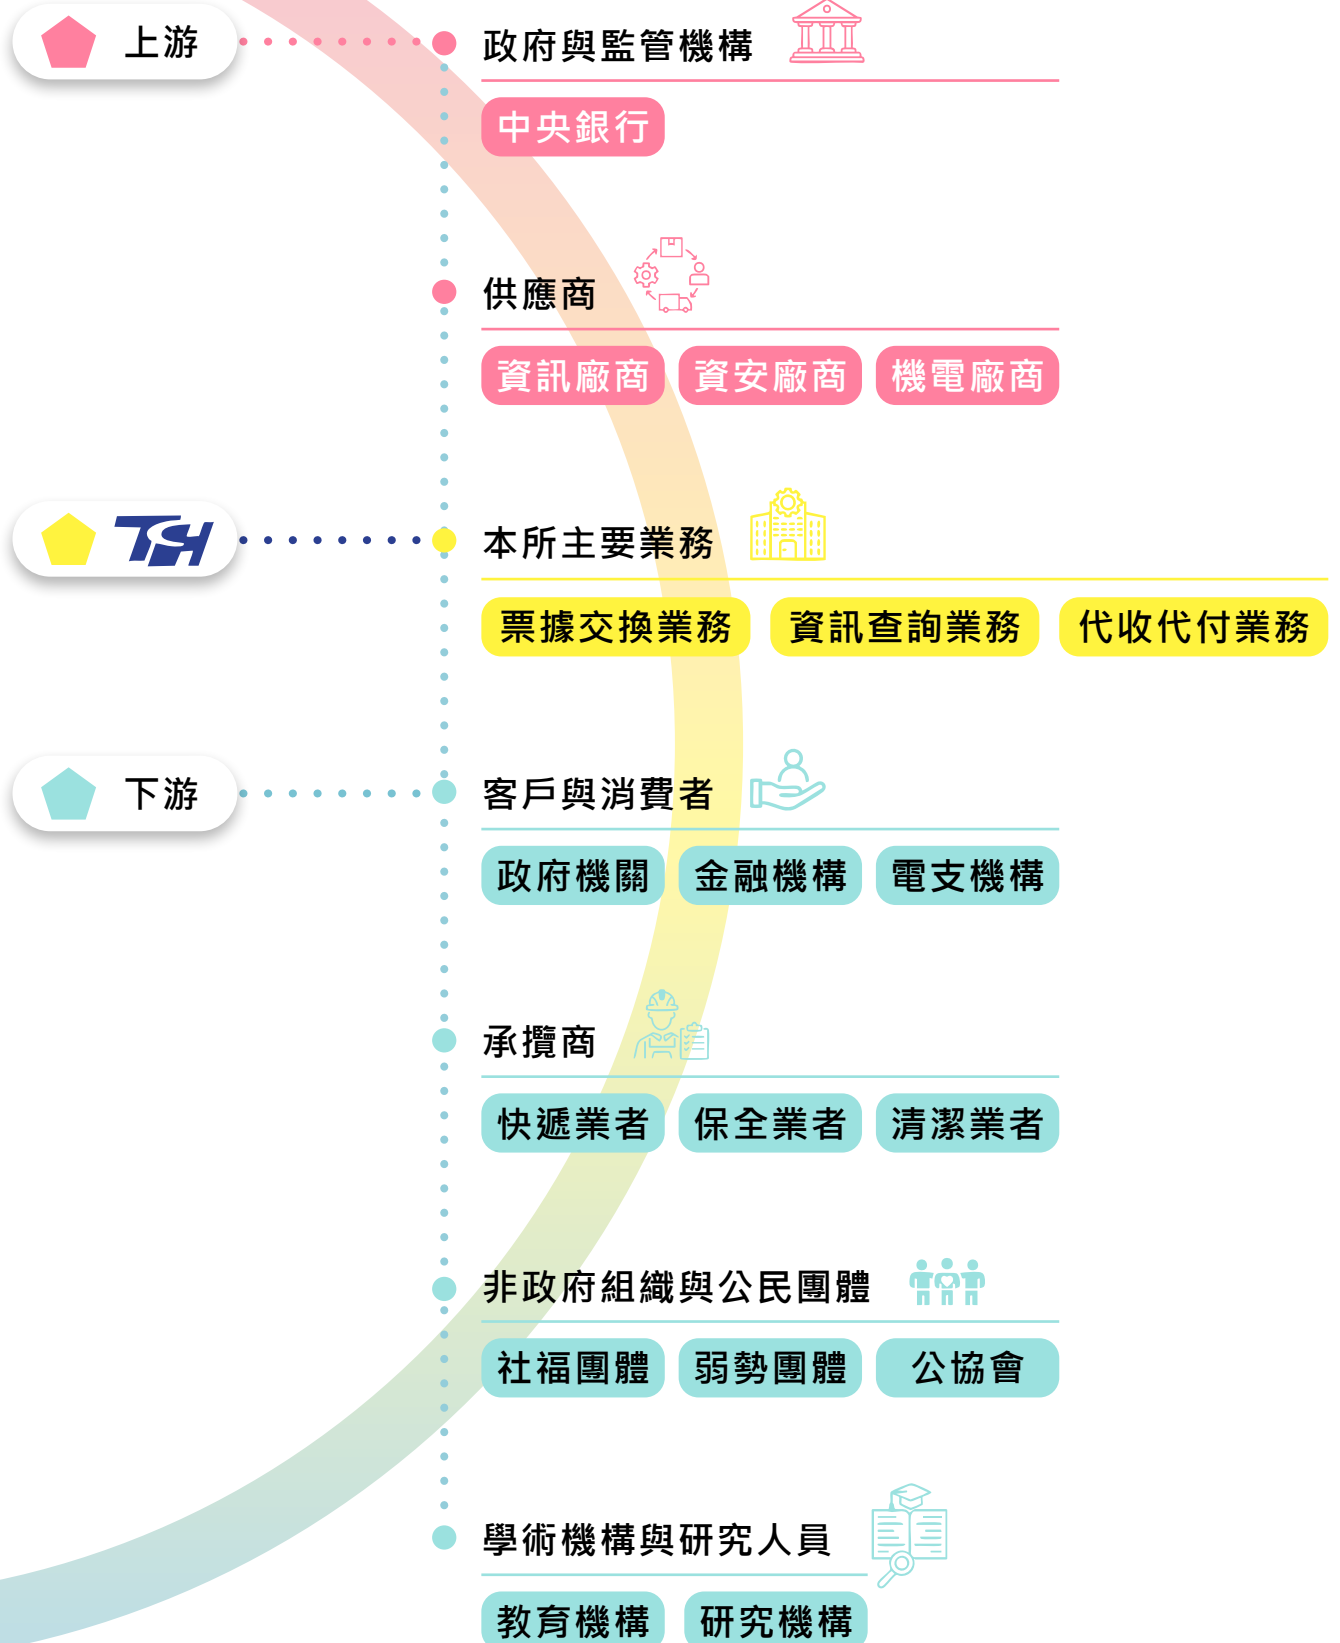 上游
政府與監管機構
中央銀行
供應商
資訊廠商 資安廠商 機電廠商
TCH
本所主要業務
票據交換業務 資訊查詢業務 代收代付業務
下游
客戶與消費者
政府機關 金融機構 電支機構
承攬商
快遞業者 保全業者 清潔業者
非政府組織與公民團體
社福團體 弱勢團體 公協會
學術機構與研究人員
教育機構 研究機構